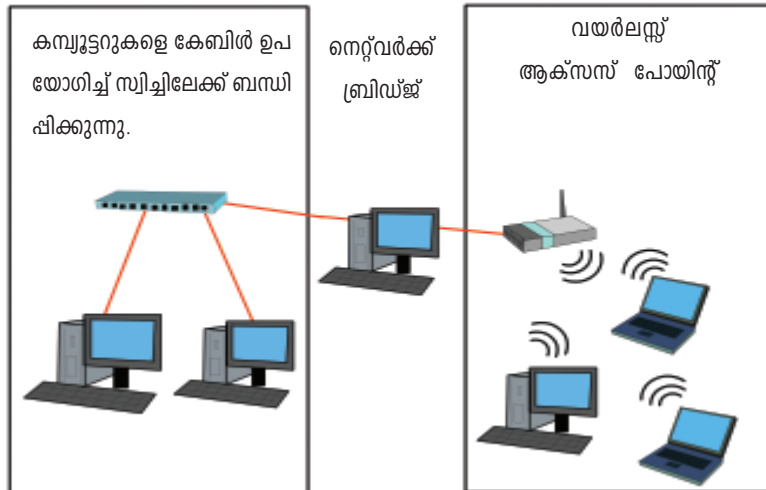 കമ്പ്യൂട്ടറുകളെ കേബിൾ ഉപ
യോഗിച്ച് സ്വിച്ചിലേക്ക് ബന്ധി
പ്പിക്കുന്നു.
നെറ്റ്‌വർക്ക്
ബ്രിഡ്ജ്
വയർലസ്സ്
ആക്സസ് പോയിന്റ്